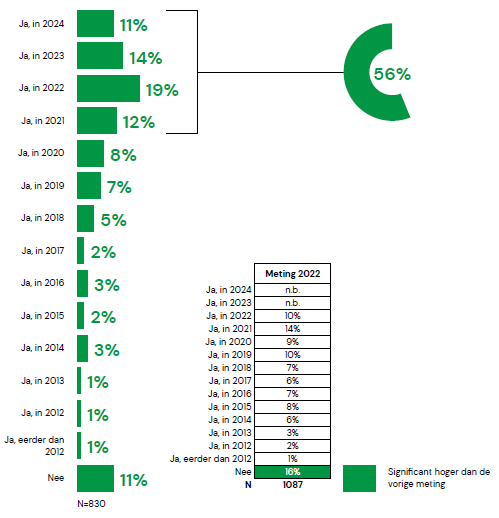 Ja, in 2024 11%
Ja, in 2023 14%
Ja, in 2022 19%
Ja, in 2021 12%
56%
Ja, in 2020 8%
Ja, in 2019 7%
Ja, in 2018 5%
Ja, in 2017 2%
Ja, in 2016 3%
Ja, in 2015 2%
Ja, in 2014 3%
Ja, in 2013 1%
Ja, in 2012 1%
Ja, eerder dan
2012 1%
Nee 11%
N=830
Meting 2022
Ja, in 2024 n.b.
Ja, in 2023 n.b.
Ja, in 2022 10%
Ja, in 2021 14%
Ja, in 2020 9%
Ja, in 2019 10%
Ja, in 2018 7%
Ja, in 2017 6%
Ja, in 2016 7%
Ja, in 2015 8%
Ja, in 2014 6%
Ja, in 2013 3%
Ja, in 2012 2%
Ja, eerder dan 2012 1%
Nee 16%
N 1087
Significant hoger dan de
vorige meting